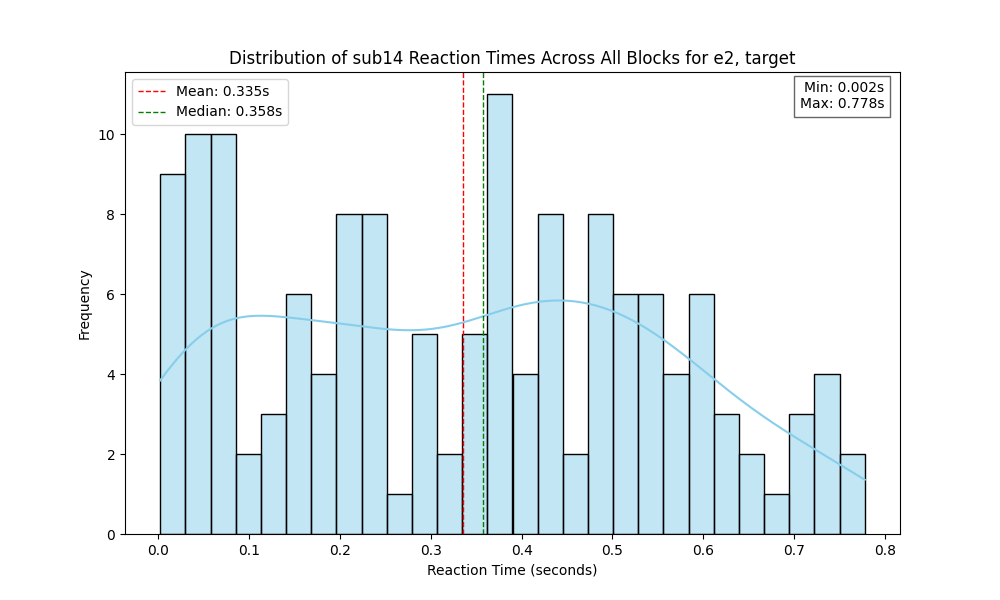 Distribution of sub14 Reaction Times Across All Blocks for e2, target
Mean: 0.335s
Median: 0.358s
Min: 0.002s
Max: 0.778s
Frequency
10
8
6
4
2
0
0.0 0.1 0.2 0.3 0.4 0.5 0.6 0.7 0.8
Reaction Time (seconds)